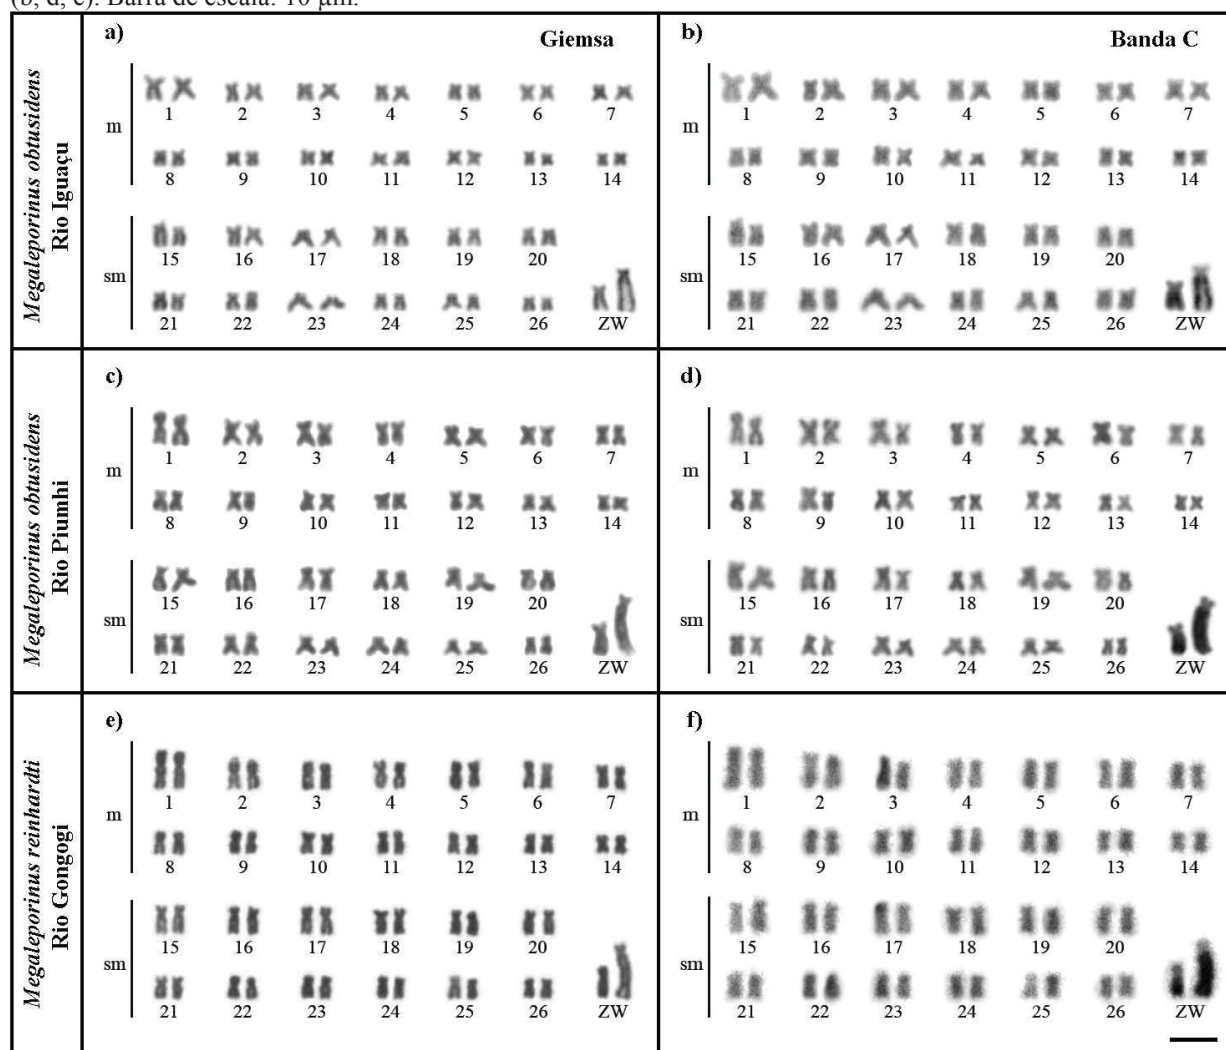 (b, d, e). Barra de escala: 10 µm.
a) Giemsa
b) Banda C
Megaleporinus obtusidens
Rio Iguaçu
m
1 2 3 4 5 6 7
8 9 10 11 12 13 14
sm
15 16 17 18 19 20
21 22 23 24 25 26 ZW
m
1 2 3 4 5 6 7
8 9 10 11 12 13 14
sm
15 16 17 18 19 20
21 22 23 24 25 26 ZW
Megaleporinus obtusidens
Rio Piumhi
c)
m
1 2 3 4 5 6 7
8 9 10 11 12 13 14
sm
15 16 17 18 19 20
21 22 23 24 25 26 ZW
d)
m
1 2 3 4 5 6 7
8 9 10 11 12 13 14
sm
15 16 17 18 19 20
21 22 23 24 25 26 ZW
Megaleporinus reinhardti
Rio Gongogi
e)
m
1 2 3 4 5 6 7
8 9 10 11 12 13 14
sm
15 16 17 18 19 20
21 22 23 24 25 26 ZW
f)
m
1 2 3 4 5 6 7
8 9 10 11 12 13 14
sm
15 16 17 18 19 20
21 22 23 24 25 26 ZW